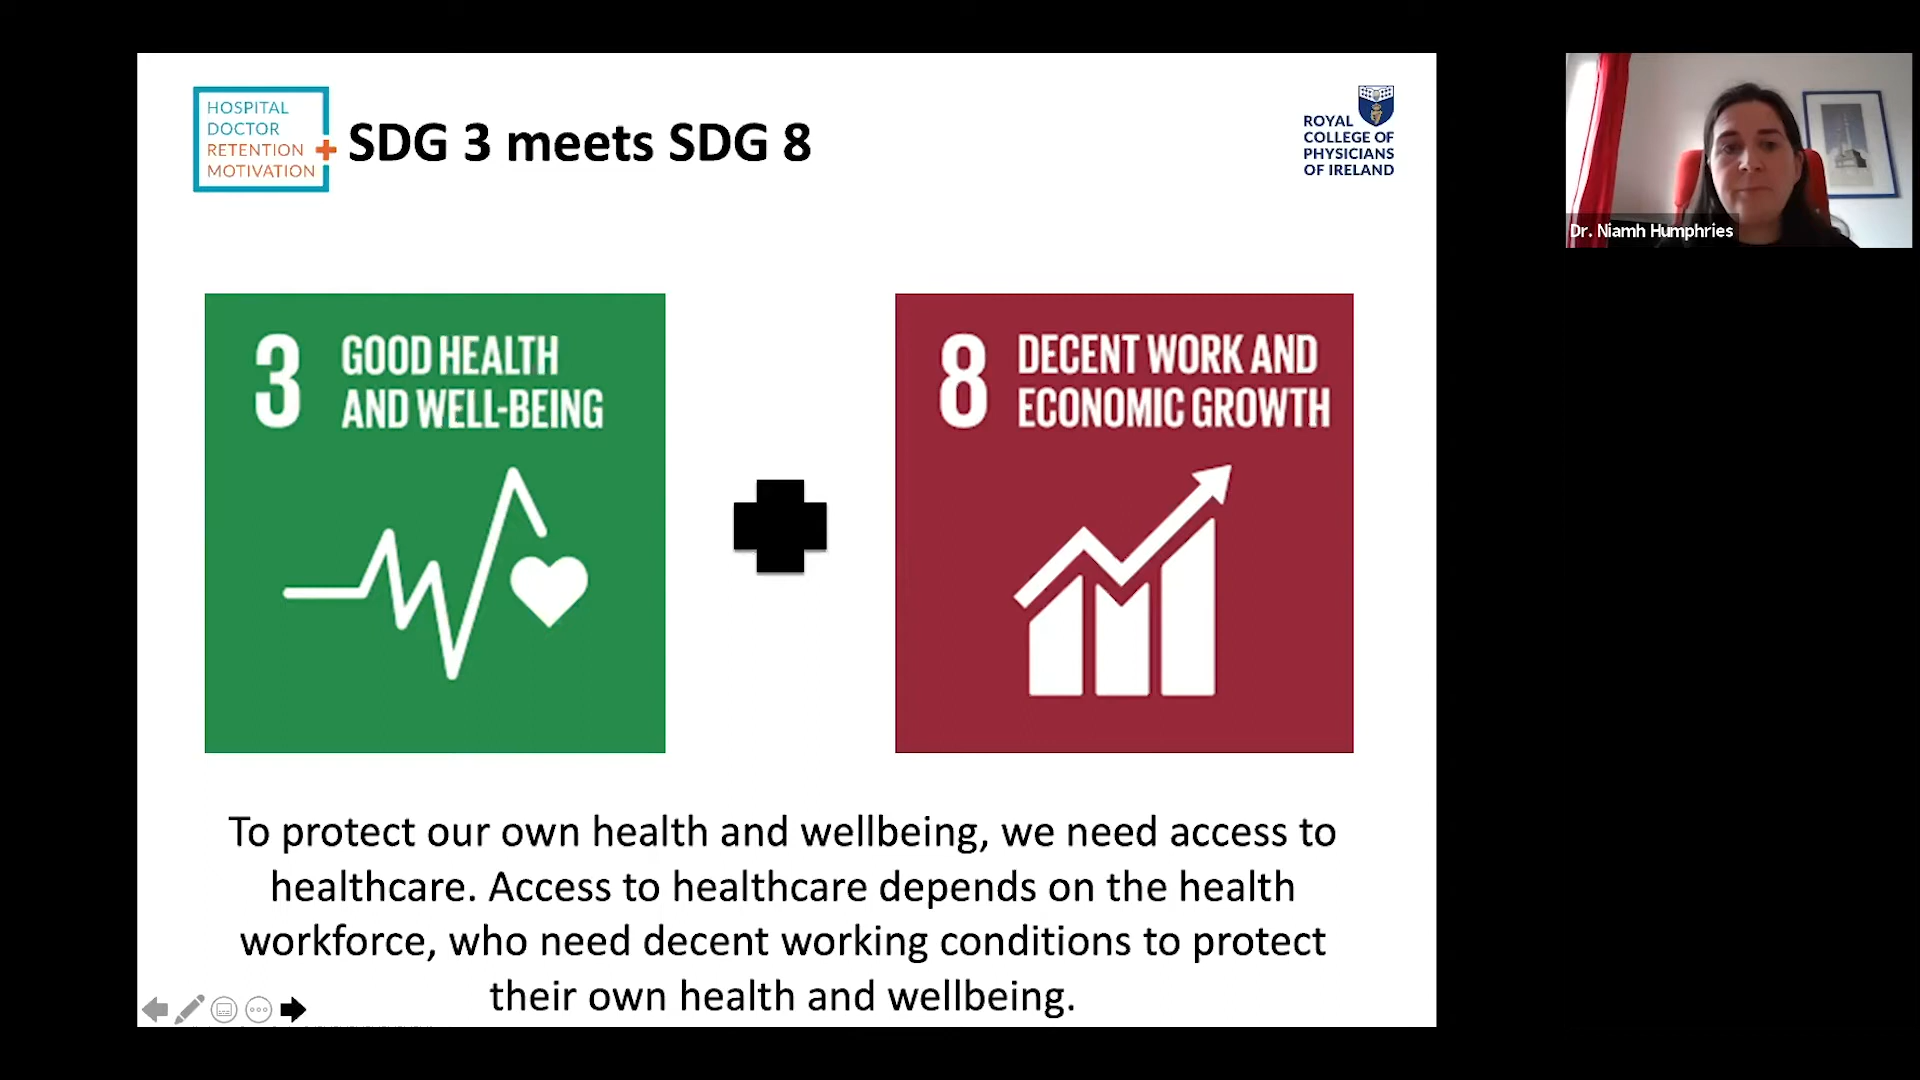 HOSPITAL
DOCTOR
RETENTION
MOTIVATION
SDG 3 meets SDG 8
ROYAL
COLLEGE OF
PHYSICIANS
OF IRELAND
Dr. Niamh Humphries
3 GOOD HEALTH
AND WELL-BEING
8 DECENT WORK AND
ECONOMIC GROWTH
To protect our own health and wellbeing, we need access to
healthcare. Access to healthcare depends on the health
workforce, who need decent working conditions to protect
their own health and wellbeing.